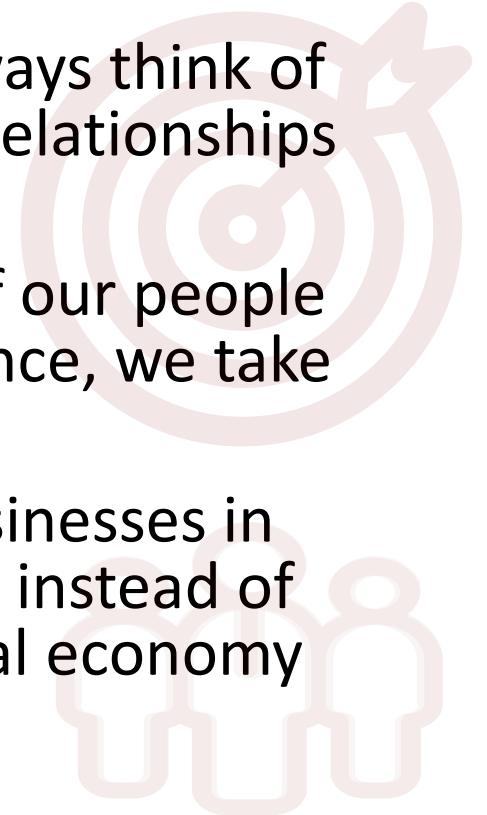 ays think of
elationships
our people
nce, we take
sinesses in
instead of
al economy